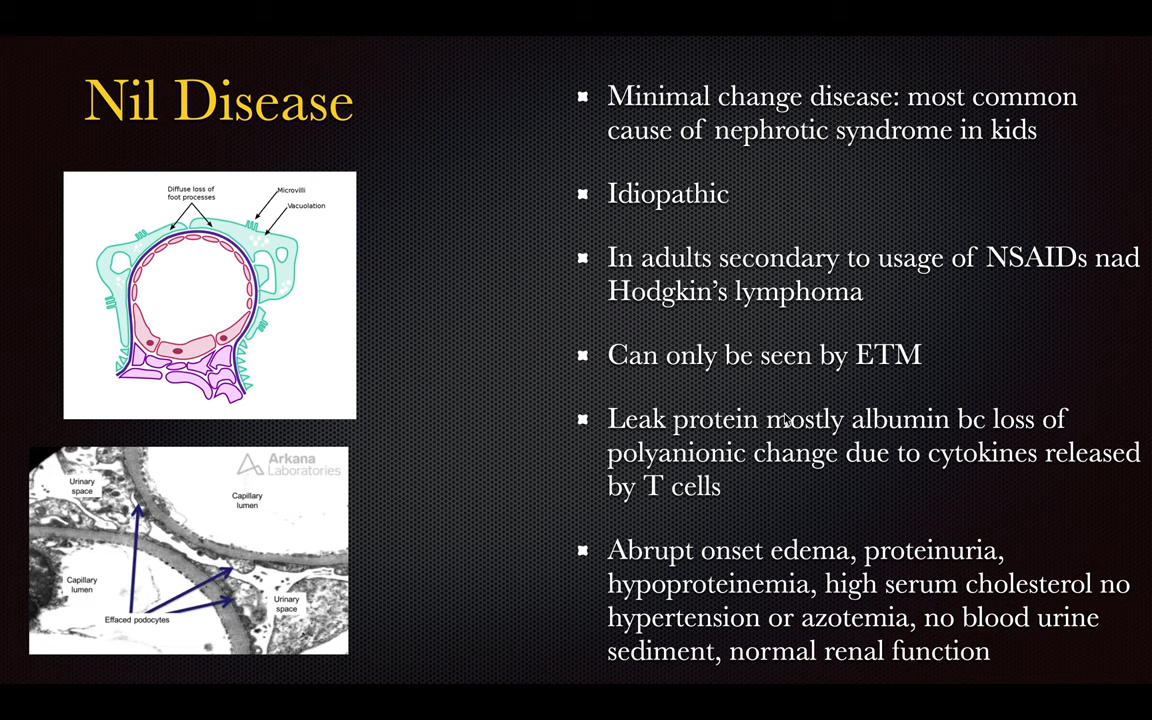 Nil Disease
Diffuse loss of
foot processes
Microvilli
Vacuolation
Arkana
Laboratories
Urinary
space
Capillary
lumen
Capillary
lumen
Urinary
space
Effaced podocytes
Minimal change disease: most common
cause of nephrotic syndrome in kids
Idiopathic
In adults secondary to usage of NSAIDs nad
Hodgkin's lymphoma
Can only be seen by ETM
Leak protein mostly albumin bc loss of
polyanionic change due to cytokines released
by T cells
Abrupt onset edema, proteinuria,
hypoproteinemia, high serum cholesterol no
hypertension or azotemia, no blood urine
sediment, normal renal function